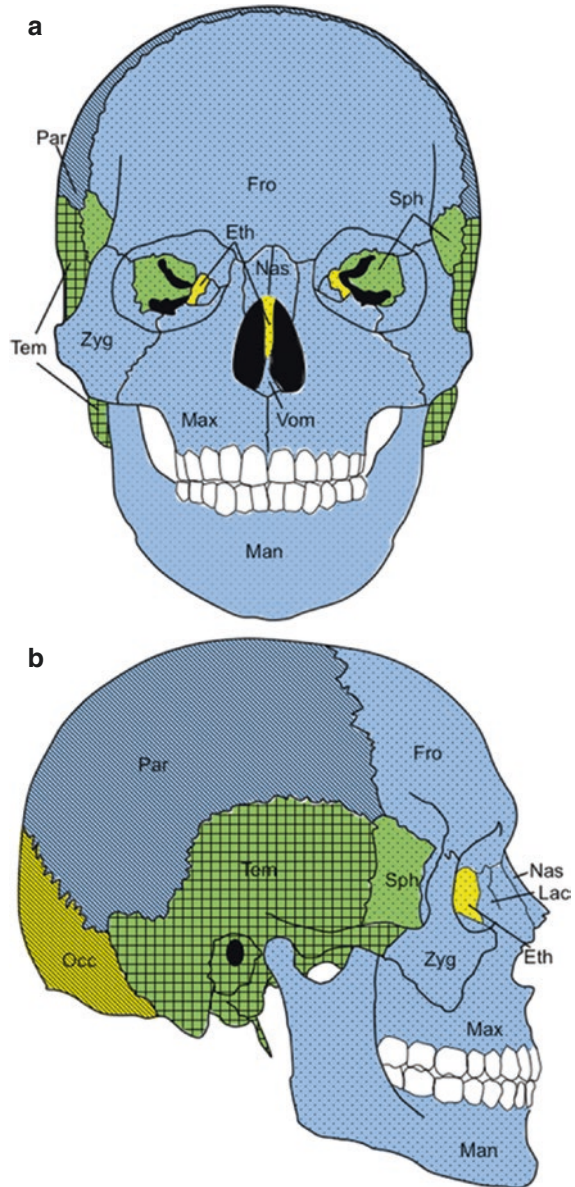 a
Par
Fro
Sph
Eth
Nas
Zyg
Tem
Max
Vom
Man
b
Par
Fro
Tem
Sph
Nas
Lac
Eth
Occ
Zyg
Max
Man